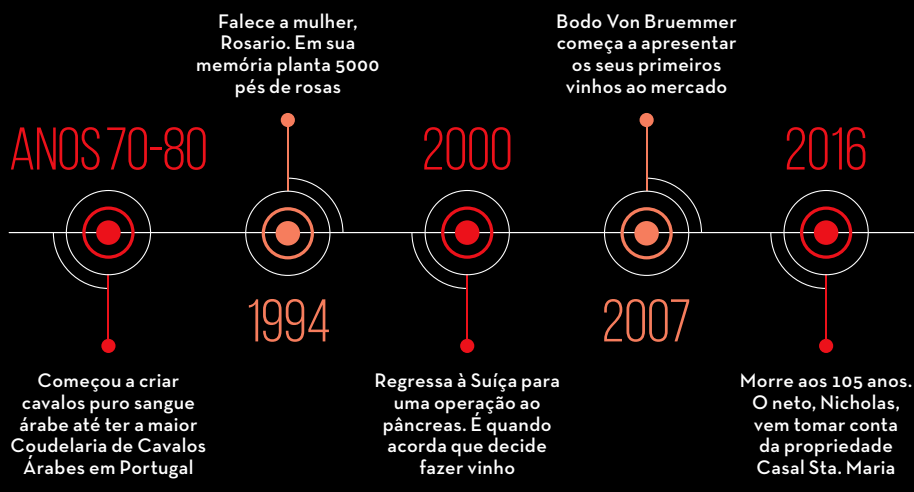 ANOS 70-80
Começou a criar
cavalos puro sangue
árabe até ter a maior
Coudelaria de Cavalos
Árabes em Portugal
Falece a mulher,
Rosario. Em sua
memória planta 5000
pés de rosas
1994
2000
Regressa à Suíça para
uma operação ao
pâncreas. É quando
acorda que decide
fazer vinho
Bodo Von Bruemmer
começa a apresentar
os seus primeiros
vinhos ao mercado
2007
2016
Morre aos 105 anos.
O neto, Nicholas,
vem tomar conta
da propriedade
Casal Sta. Maria